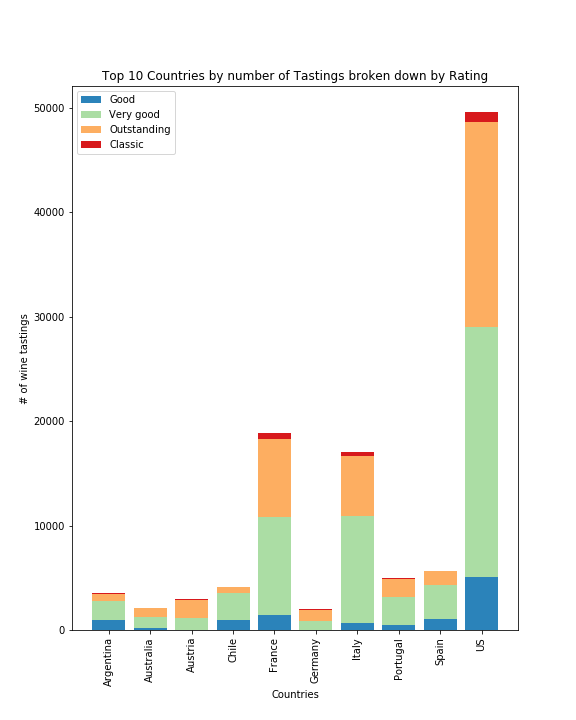 Top 10 Countries by number of Tastings broken down by Rating
Good
Very good
Outstanding
Classic
50000
40000
30000
20000
10000
0
# of wine tastings
Argentina
Australia
Austria
Chile
France
Germany
Italy
Portugal
Spain
US
Countries